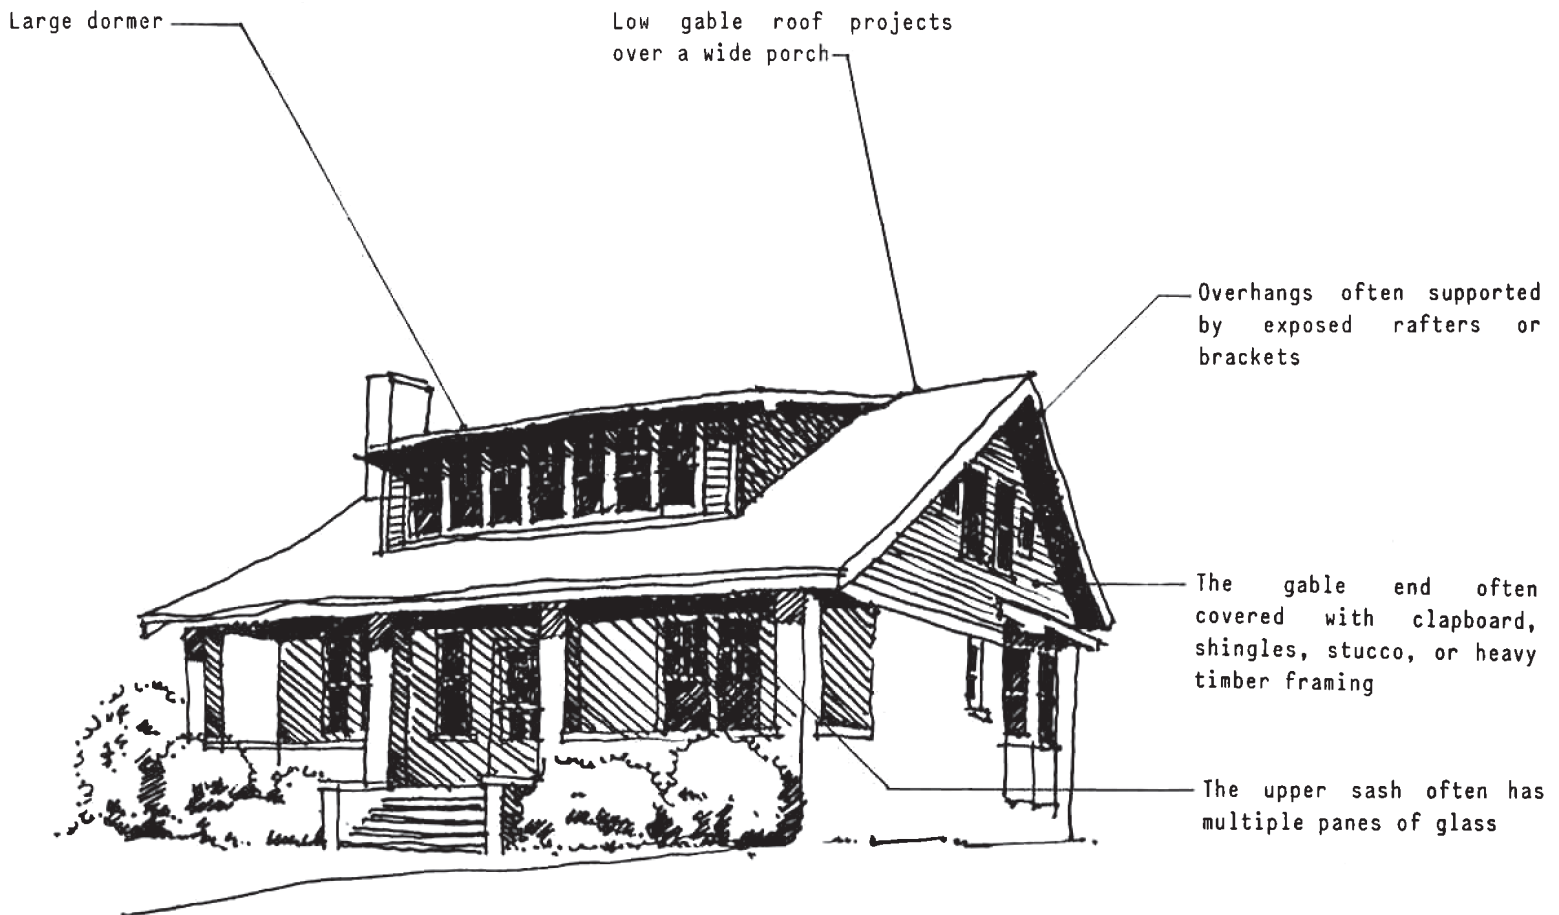 Large dormer
Low gable roof projects
over a wide porch
Overhangs often supported
by exposed rafters or
brackets
The gable end often
covered with clapboard,
shingles, stucco, or heavy
timber framing
The upper sash often has
multiple panes of glass